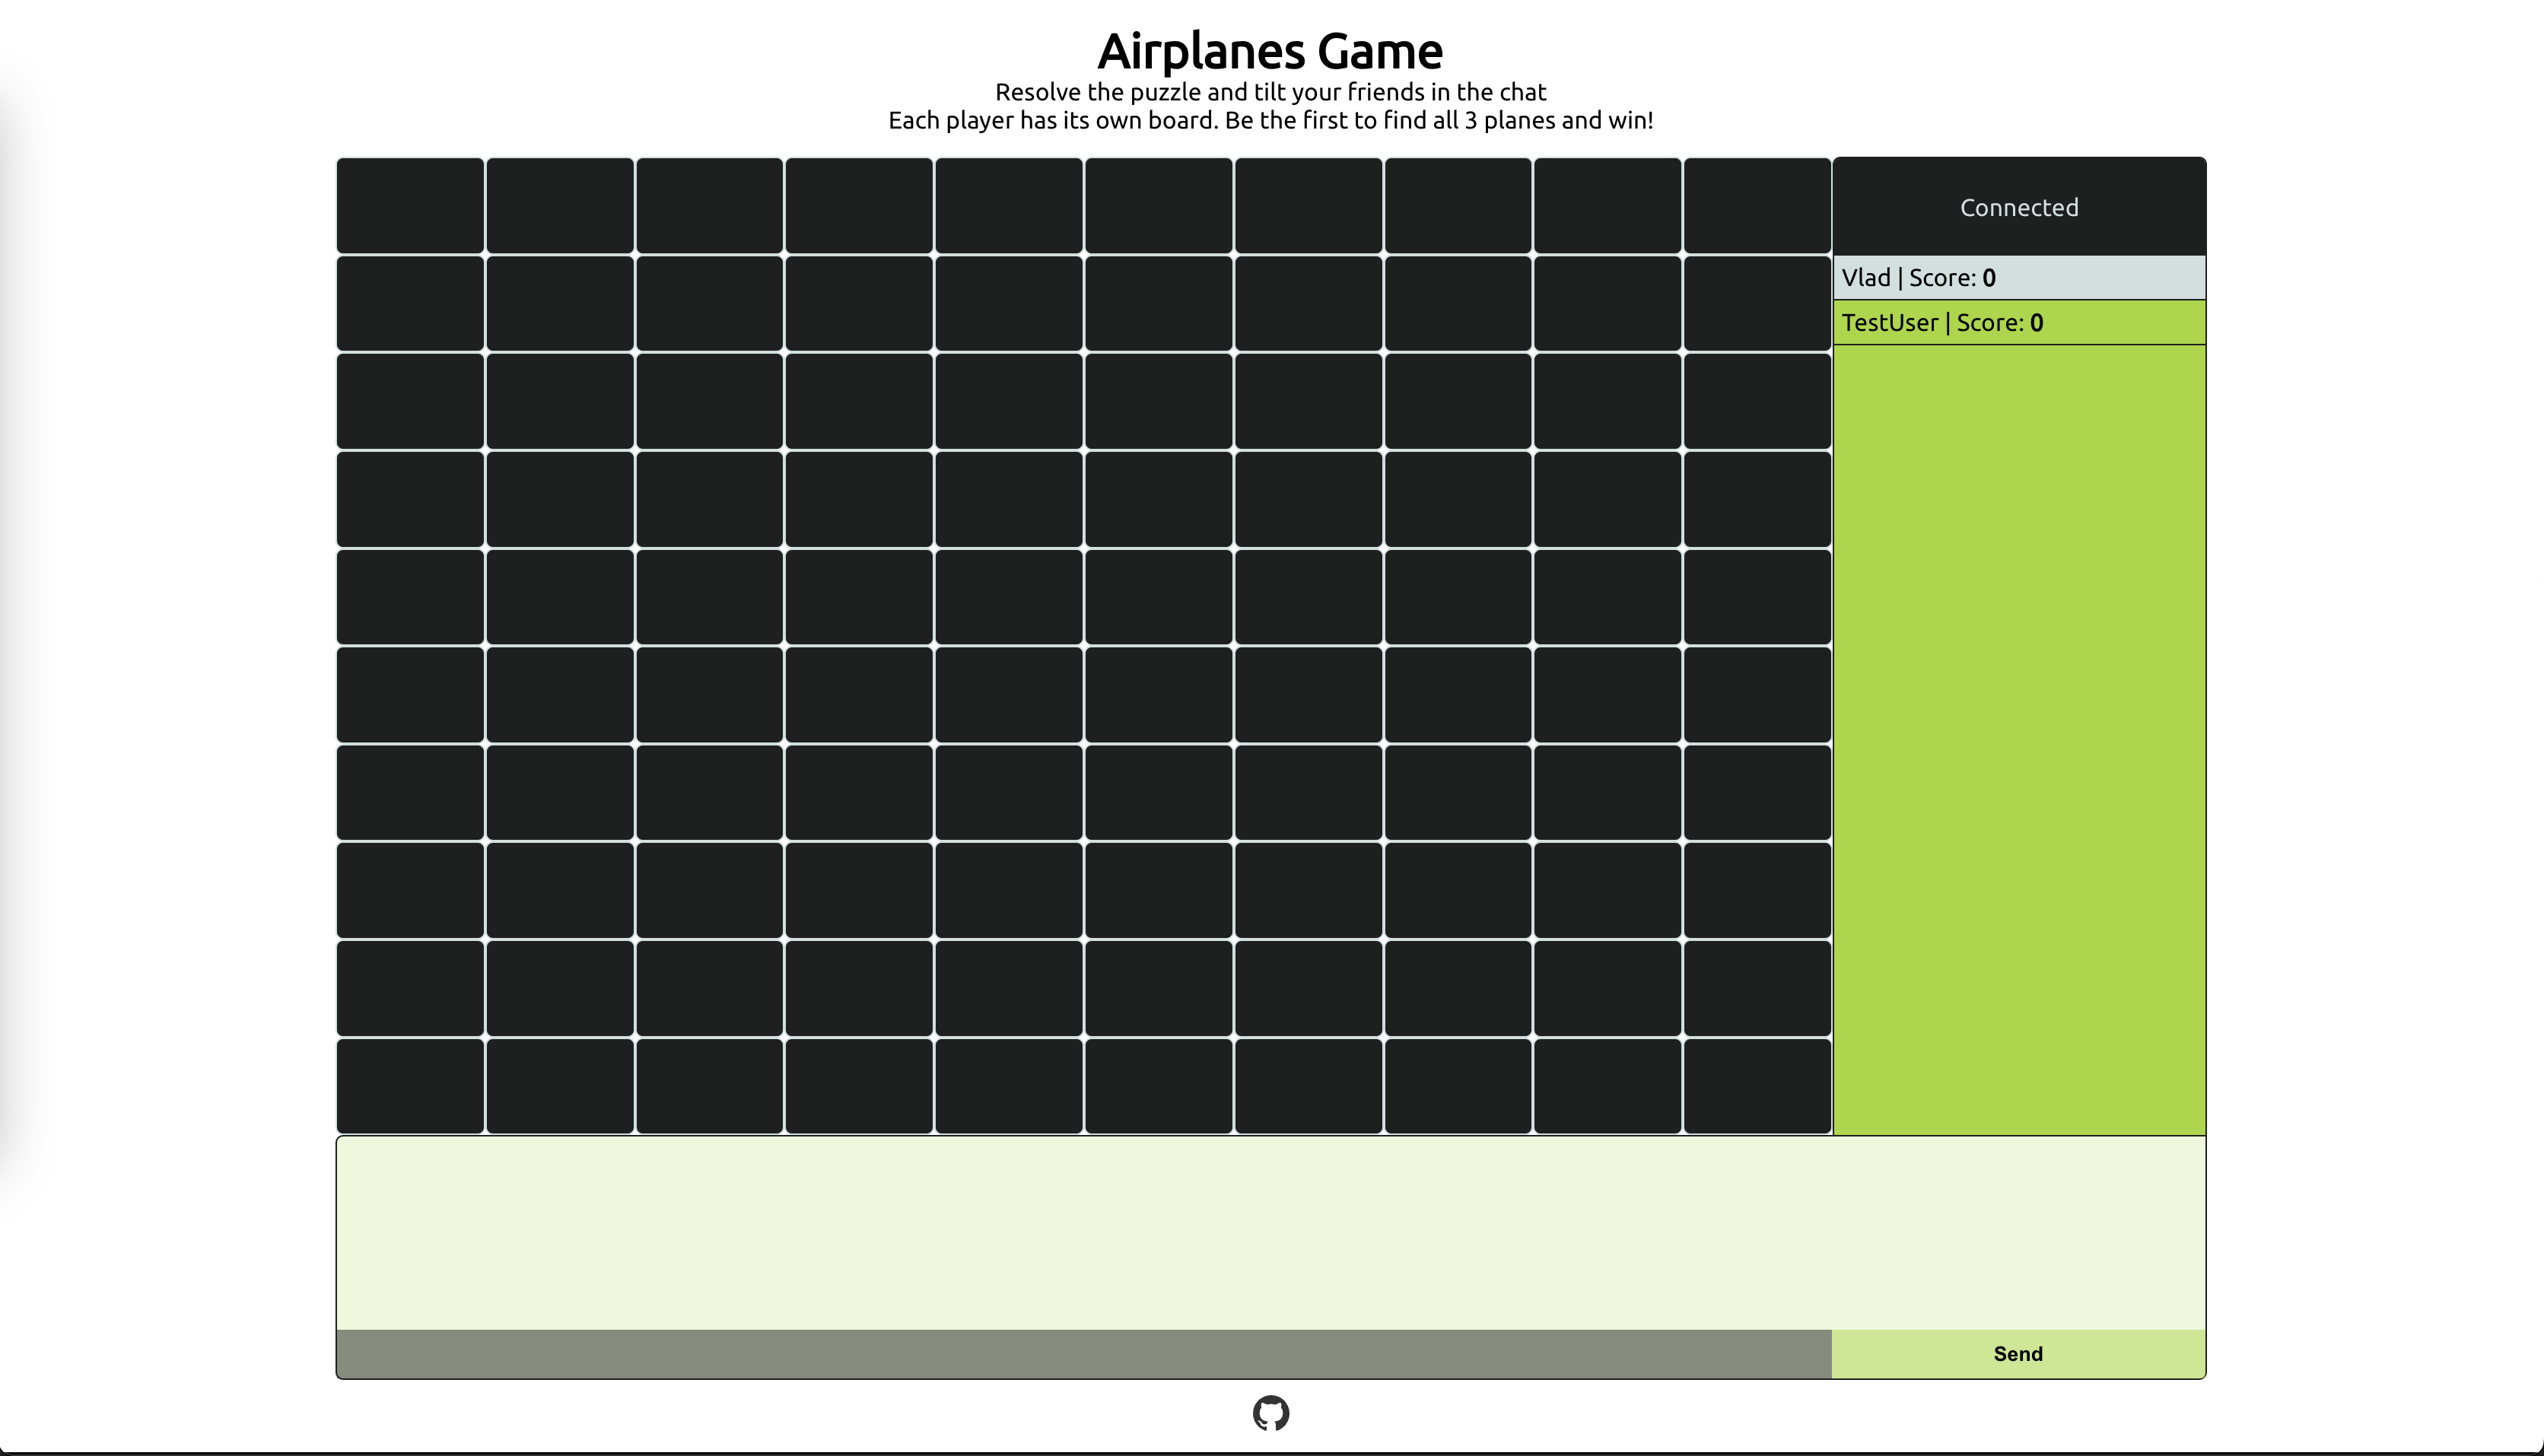 Airplanes Game
Resolve the puzzle and tilt your friends in the chat
Each player has its own board. Be the first to find all 3 planes and win!
Connected
Vlad | Score: 0
TestUser | Score: 0
Send